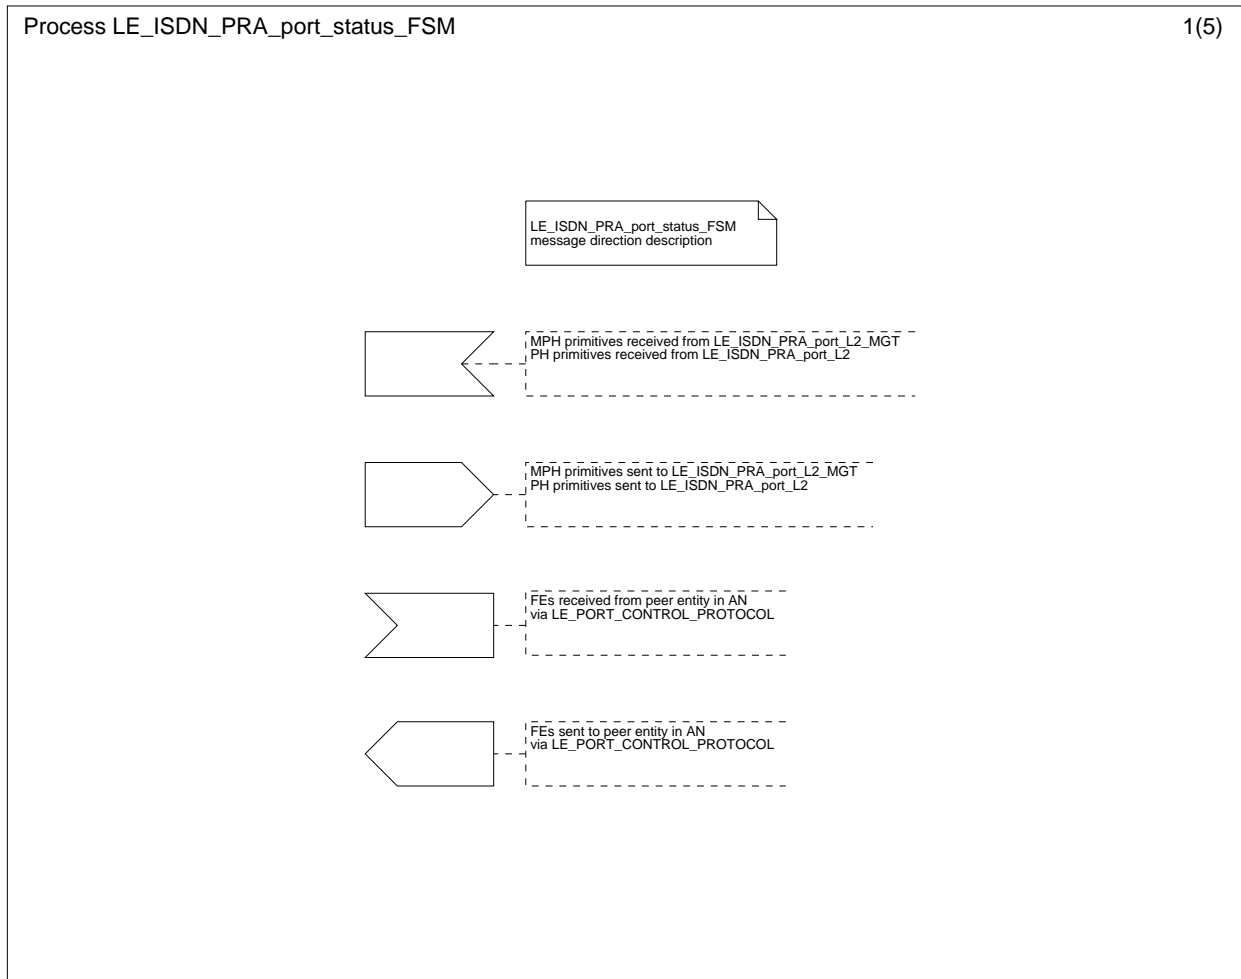 Process LE_ISDN_PRA_port_status_FSM
1(5)
LE_ISDN_PRA_port_status_FSM
message direction description
MPH primitives received from LE_ISDN_PRA_port_L2_MGT
PH primitives received from LE_ISDN_PRA_port_L2
MPH primitives sent to LE_ISDN_PRA_port_L2_MGT
PH primitives sent to LE_ISDN_PRA_port_L2
FEs received from peer entity in AN
via LE_PORT_CONTROL_PROTOCOL
FEs sent to peer entity in AN
via LE_PORT_CONTROL_PROTOCOL